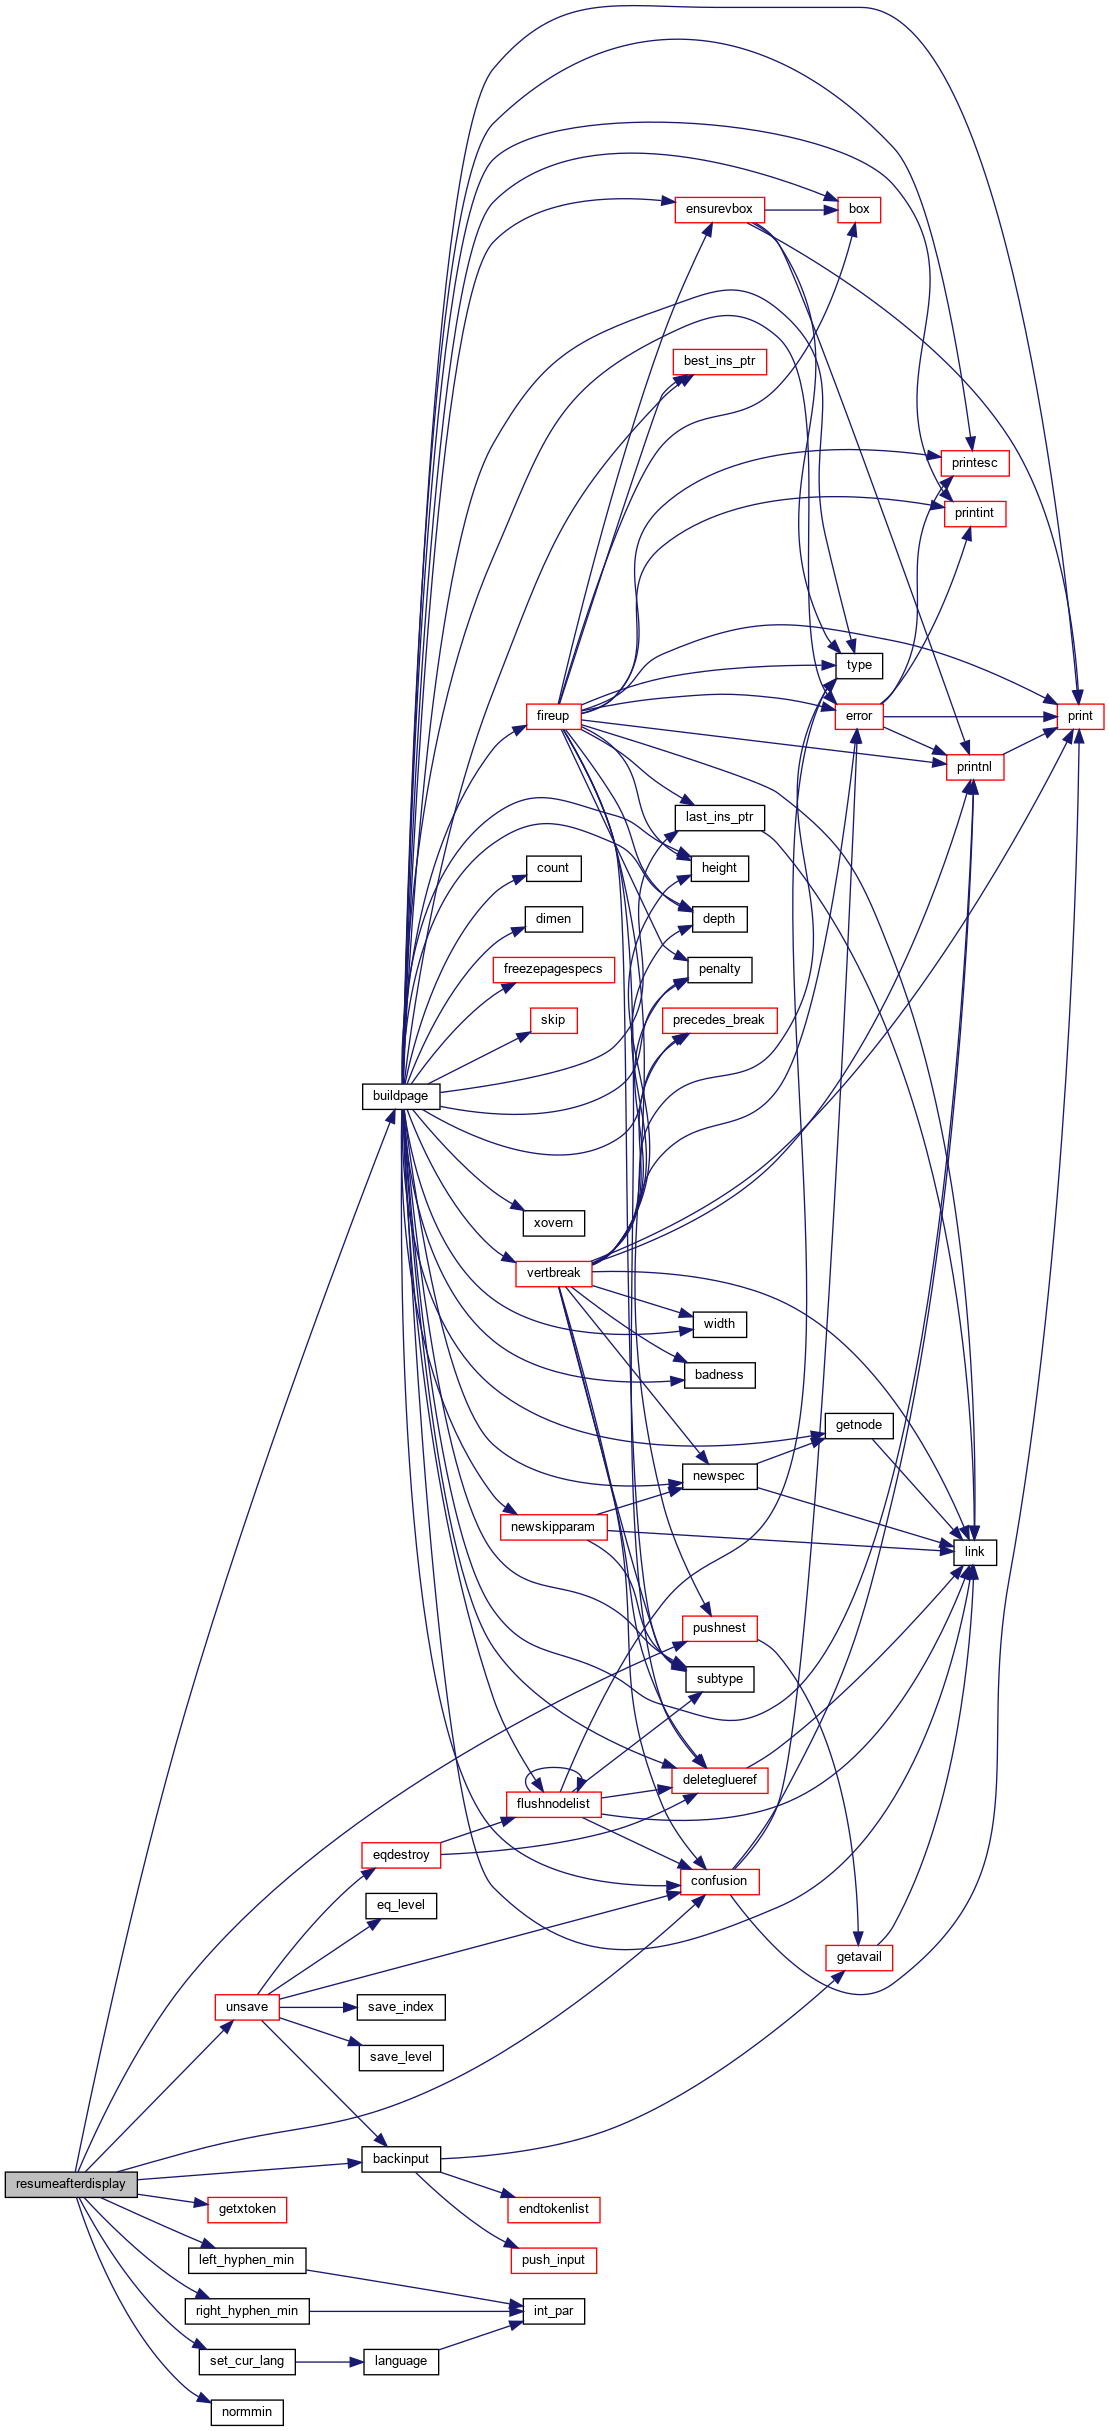 ensurevbox
box
best_ins_ptr
printesc
printint
type
fireup
error
print
printnl
last_ins_ptr
count
height
dimen
depth
freezepagespecs
penalty
skip
precedes_break
buildpage
xovern
vertbreak
width
badness
getnode
newspec
newskipparam
link
pushnest
subtype
deleteglueref
flushnodelist
eqdestroy
confusion
eq_level
getavail
unsave
save_index
save_level
backinput
resumeafterdisplay
getxtoken
endtokenlist
left_hyphen_min
push_input
right_hyphen_min
int_par
set_cur_lang
language
normmin